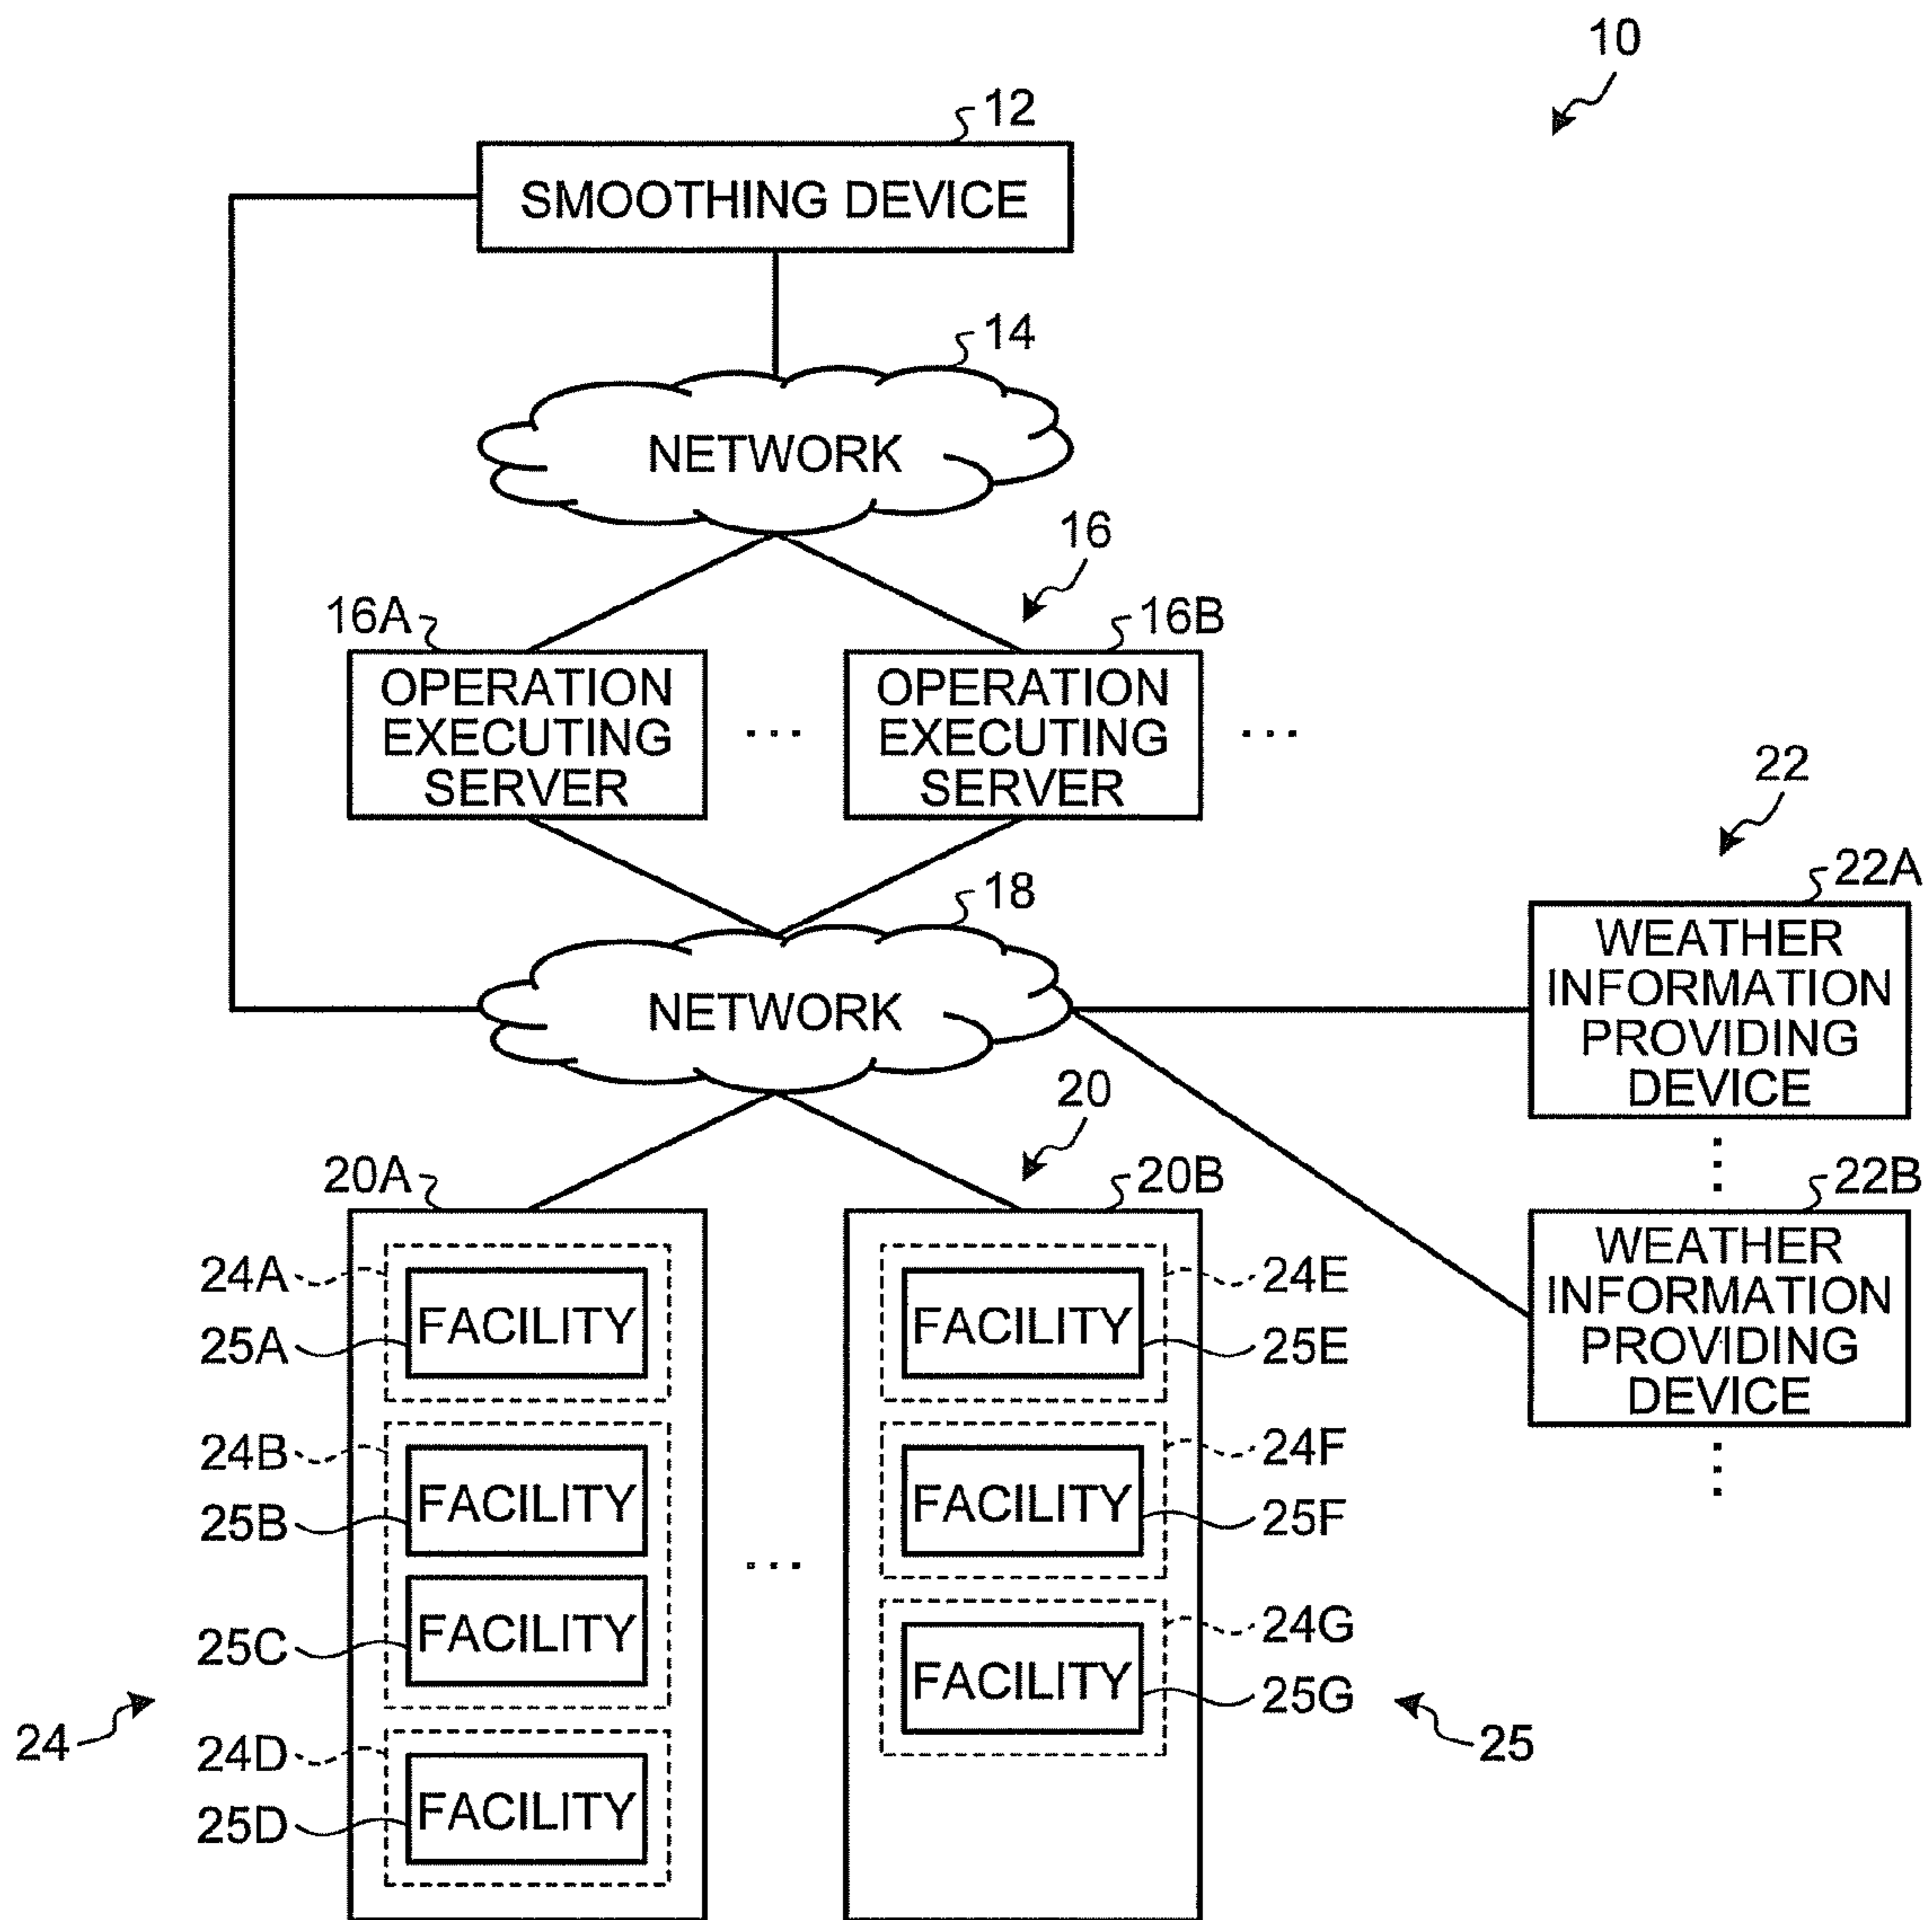 10
12
SMOOTHING DEVICE
14
NETWORK
16
16A
16B
OPERATION
EXECUTING
SERVER
...
OPERATION
EXECUTING
SERVER
...
22
22A
WEATHER
INFORMATION
PROVIDING
DEVICE
18
NETWORK
20
20A
20B
22B
WEATHER
INFORMATION
PROVIDING
DEVICE
24A
FACILITY
25A
24B
FACILITY
25B
FACILITY
25C
24D
FACILITY
25D
24
...
24E
FACILITY
25E
24F
FACILITY
25F
24G
FACILITY
25G
25